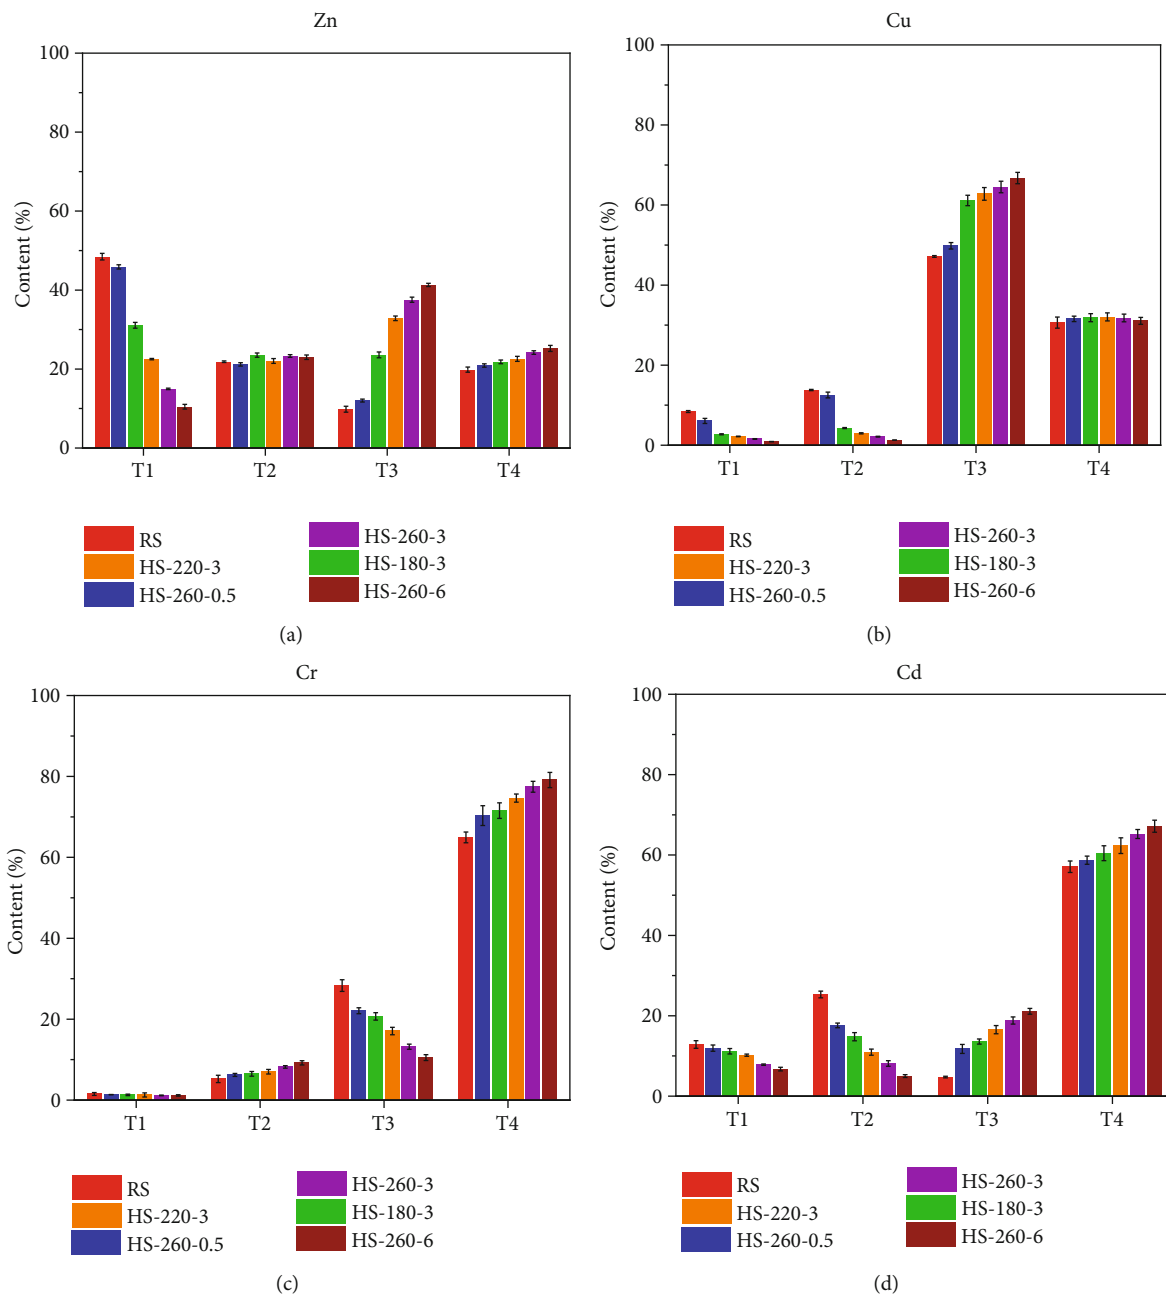 Zn
100
80
60
40
20
0
Content (%)
T1 T2 T3 T4
RS
HS-220-3
HS-260-0.5
HS-260-3
HS-180-3
HS-260-6
(a)
Cu
100
80
60
40
20
0
Content (%)
T1 T2 T3 T4
RS
HS-220-3
HS-260-0.5
HS-260-3
HS-180-3
HS-260-6
(b)
Cr
100
80
60
40
20
0
Content (%)
T1 T2 T3 T4
RS
HS-220-3
HS-260-0.5
HS-260-3
HS-180-3
HS-260-6
(c)
Cd
100
80
60
40
20
0
Content (%)
T1 T2 T3 T4
RS
HS-220-3
HS-260-0.5
HS-260-3
HS-180-3
HS-260-6
(d)